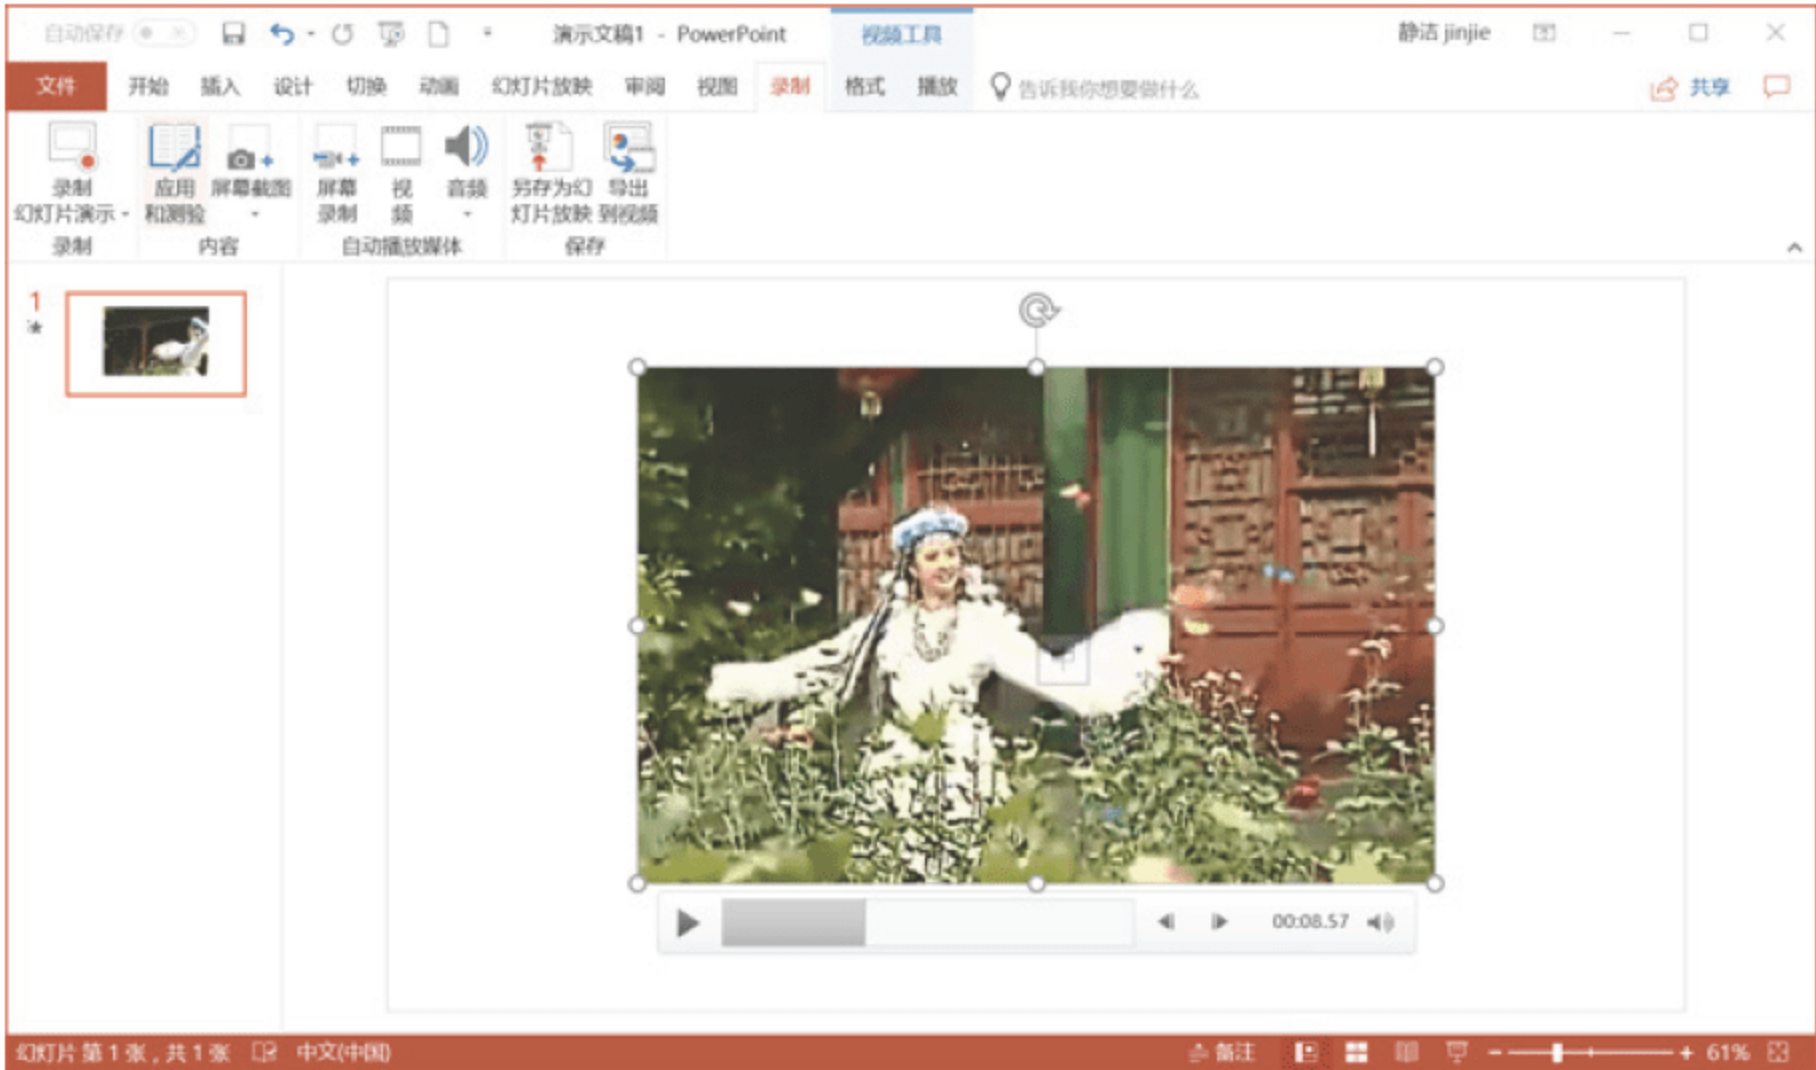 自动保存 演示文稿1 - PowerPoint 视频工具 静洁 jinjie
文件 开始 插入 设计 切换 动画 幻灯片放映 审阅 视图 录制 格式 播放 告诉我你想要做什么 共享
录制 应用 屏幕截图 屏幕 视 音频 另存为幻 导出
幻灯片演示 和测验 录制 频 灯片放映 到视频
录制 内容 自动播放媒体 保存
1
00:08.57
幻灯片 第 1 张，共 1 张 中文(中国) 备注 61%